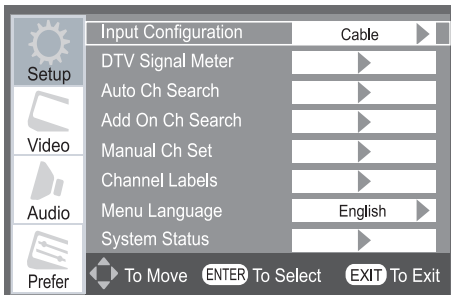 Setup
Video
Audio
Prefer
Input Configuration Cable
DTV Signal Meter
Auto Ch Search
Add On Ch Search
Manual Ch Set
Channel Labels
Menu Language English
System Status
To Move ENTER To Select EXIT To Exit